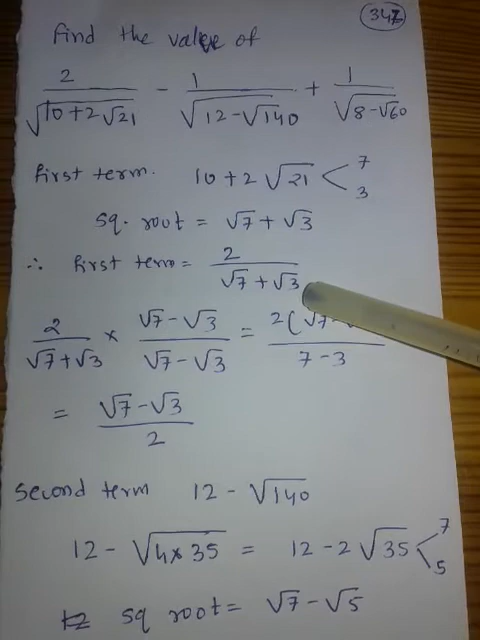 347
Find the value of
2/√(10+2√21) − 1/√(12−√140) + 1/√(8−√60)
First term. 10+2√21 < 7 3
sq. root = √7+√3
∴ First term = 2/(√7+√3)
2/(√7+√3) × (√7−√3)/(√7−√3) = 2(√7−√ /(7−3)
= (√7−√3)/2
Second term 12 − √140
12 − √(4×35) = 12−2√35 < 7 5
sq root = √7−√5